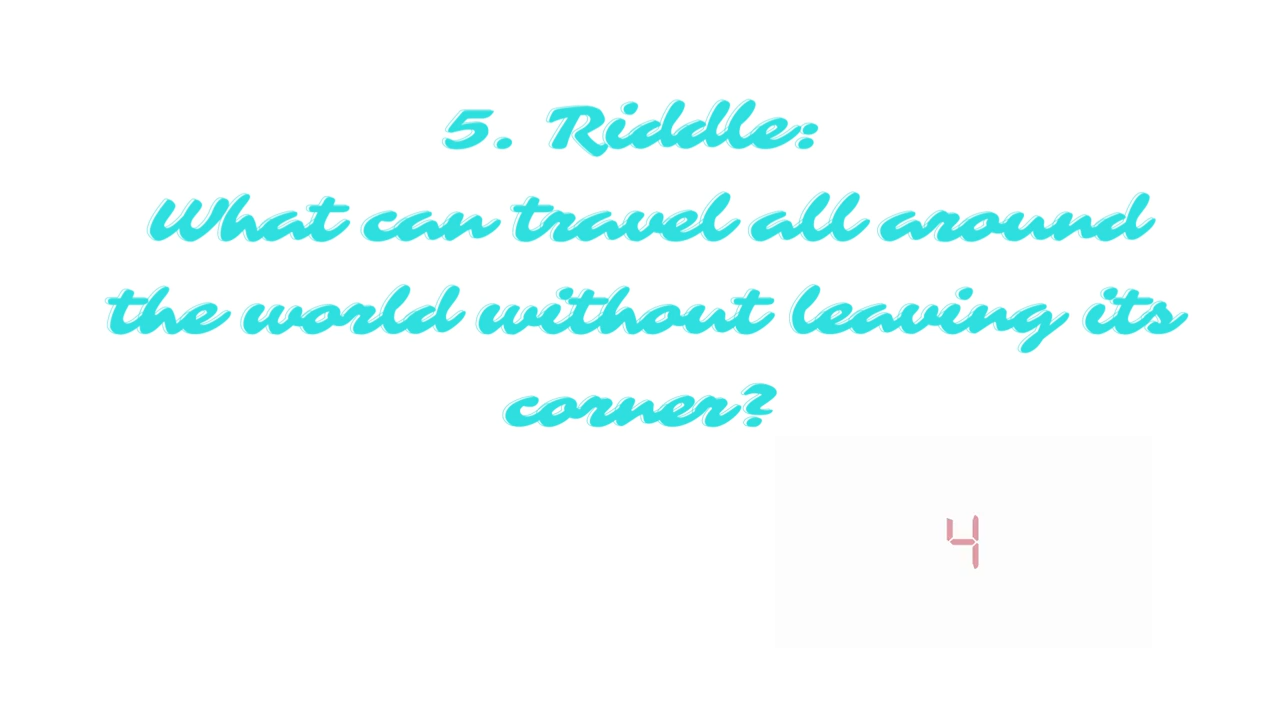 5. Riddle:
What can travel all around
the world without leaving its
corner?
4